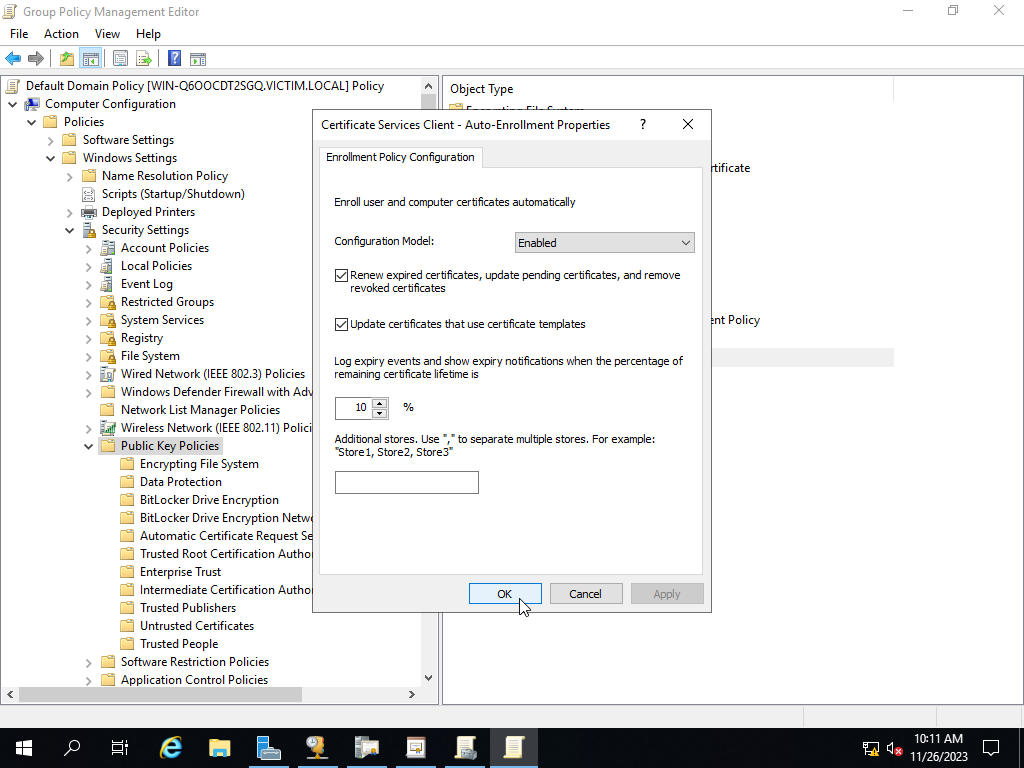 Group Policy Management Editor
File Action View Help
Default Domain Policy [WIN-Q6OOCDT2SGQ.VICTIM.LOCAL] Policy
Computer Configuration
Policies
Software Settings
Windows Settings
Name Resolution Policy
Scripts (Startup/Shutdown)
Deployed Printers
Security Settings
Account Policies
Local Policies
Event Log
Restricted Groups
System Services
Registry
File System
Wired Network (IEEE 802.3) Policies
Windows Defender Firewall with Adv
Network List Manager Policies
Wireless Network (IEEE 802.11) Polici
Public Key Policies
Encrypting File System
Data Protection
BitLocker Drive Encryption
BitLocker Drive Encryption Netw
Automatic Certificate Request Se
Trusted Root Certification Autho
Enterprise Trust
Intermediate Certification Autho
Trusted Publishers
Untrusted Certificates
Trusted People
Software Restriction Policies
Application Control Policies
Object Type
Encrypting File System
rtificate
ent Policy
Certificate Services Client - Auto-Enrollment Properties
?
Enrollment Policy Configuration
Enroll user and computer certificates automatically
Configuration Model: Enabled
Renew expired certificates, update pending certificates, and remove
revoked certificates
Update certificates that use certificate templates
Log expiry events and show expiry notifications when the percentage of
remaining certificate lifetime is
10 %
Additional stores. Use "," to separate multiple stores. For example:
"Store1, Store2, Store3"
OK Cancel Apply
10:11 AM
11/26/2023